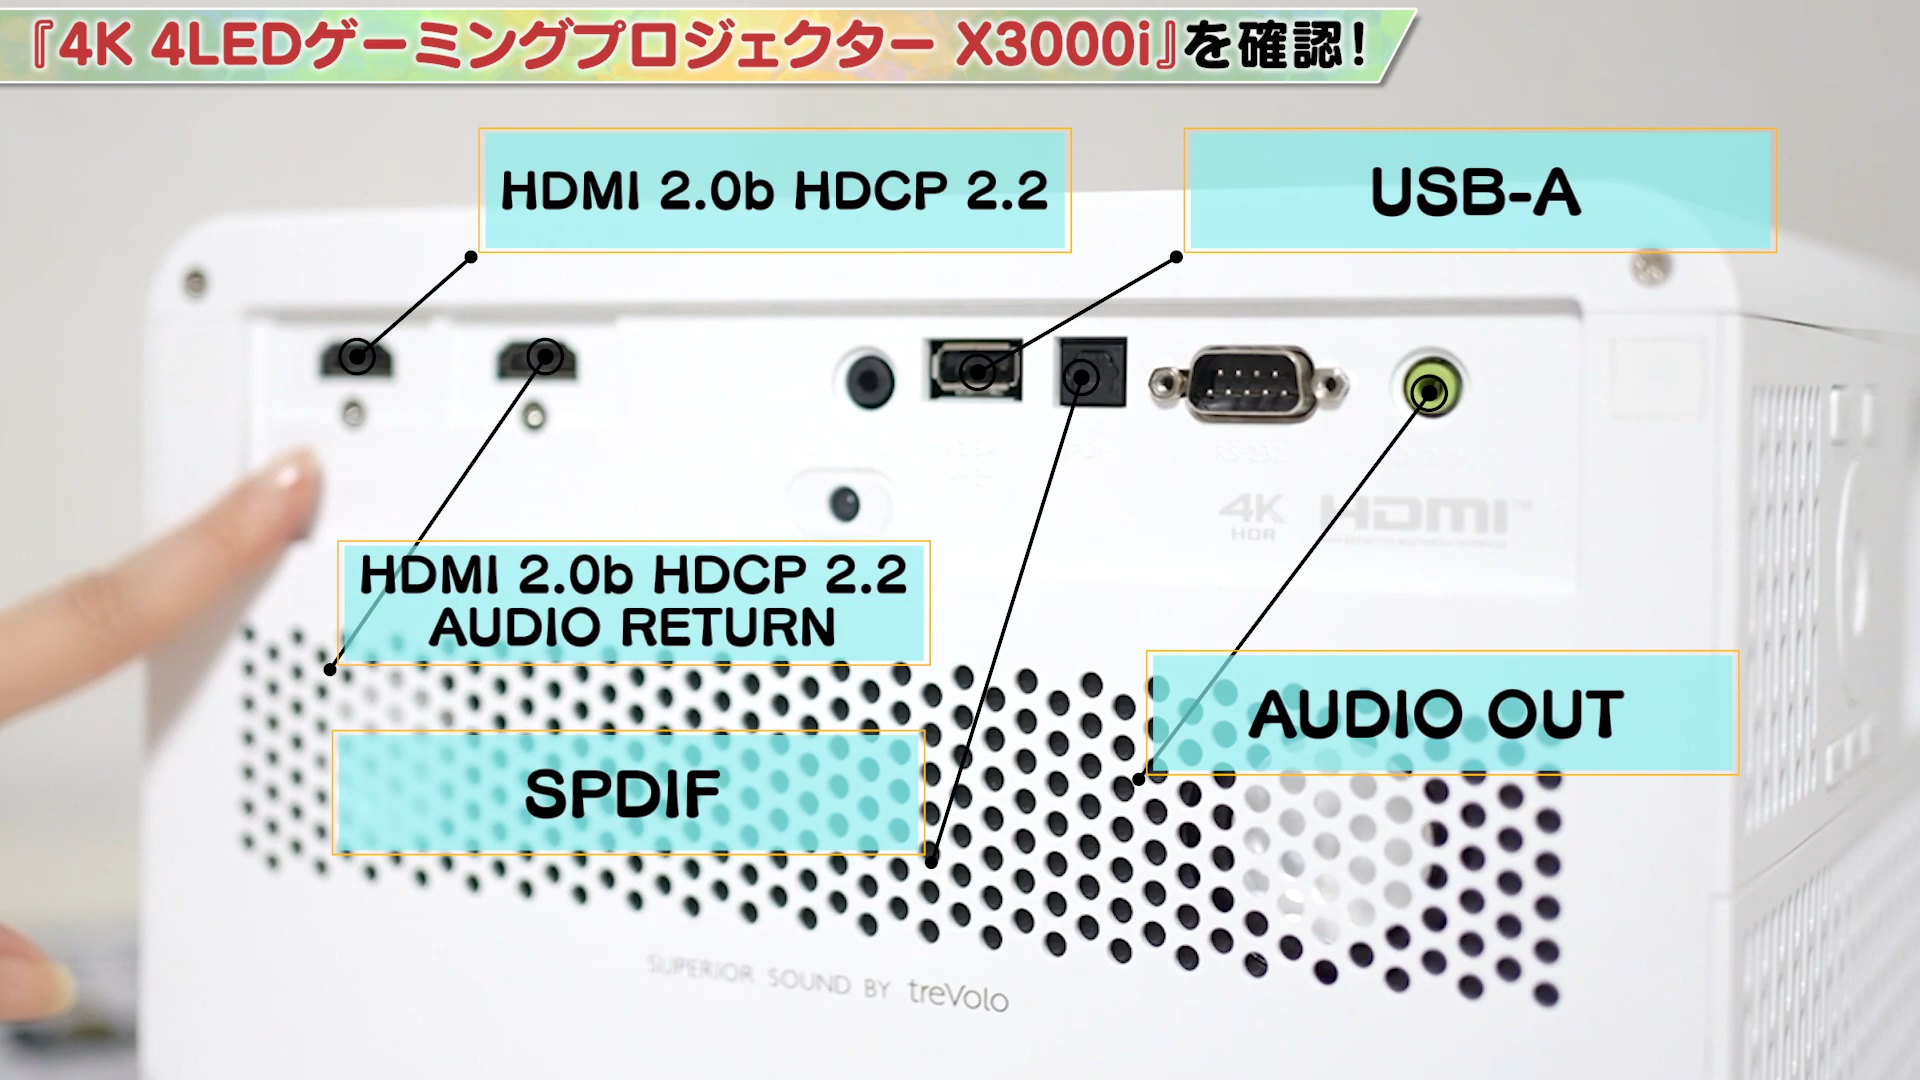 『4K 4LEDゲーミングプロジェクター X3000i』を確認!
HDMI 2.0b HDCP 2.2
USB-A
4K
HDR
HDMI™
HDMI 2.0b HDCP 2.2
AUDIO RETURN
AUDIO OUT
SPDIF
SUPERIOR SOUND BY treVolo